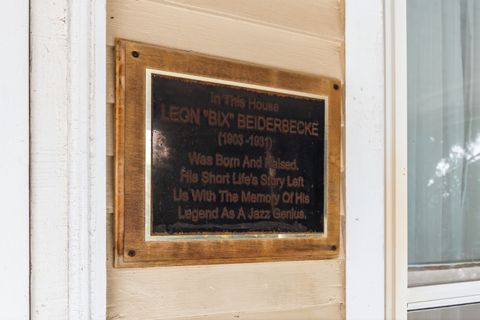 In This House
LEON "BIX" BEIDERBECKE
(1903-1931)
Was Born And Raised.
His Short Life's Story Left
Us With The Memory Of His
Legend As A Jazz Genius.